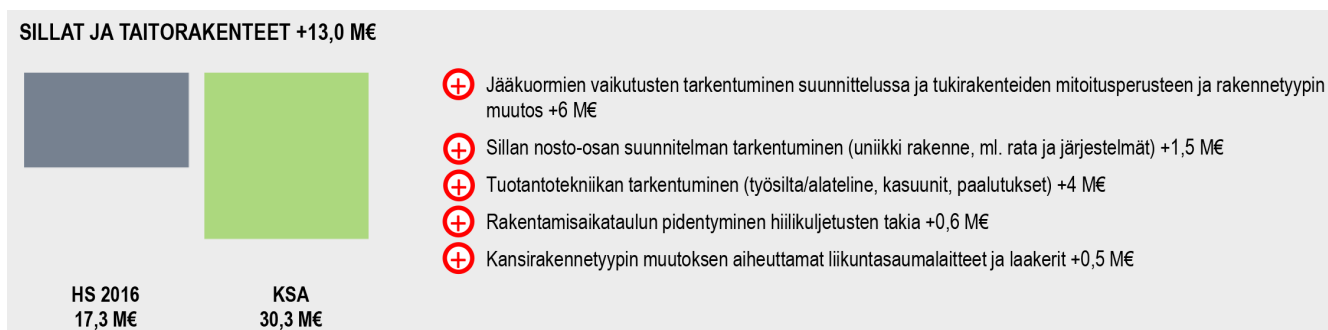 SILLAT JA TAITORAKENTEET +13,0 M€
Jääkuormien vaikutusten tarkentuminen suunnittelussa ja tukirakenteiden mitoitusperusteen ja rakennetyypin
muutos +6 M€
Sillan nosto-osan suunnitelman tarkentuminen (uniikki rakenne, ml. rata ja järjestelmät) +1,5 M€
Tuotantotekniikan tarkentuminen (työsilta/alateline, kasuunit, paalutukset) +4 M€
Rakentamisaikataulun pidentyminen hiilikuljetusten takia +0,6 M€
Kansirakennetyypin muutoksen aiheuttamat liikuntasaumalaitteet ja laakerit +0,5 M€
HS 2016
17,3 M€
KSA
30,3 M€